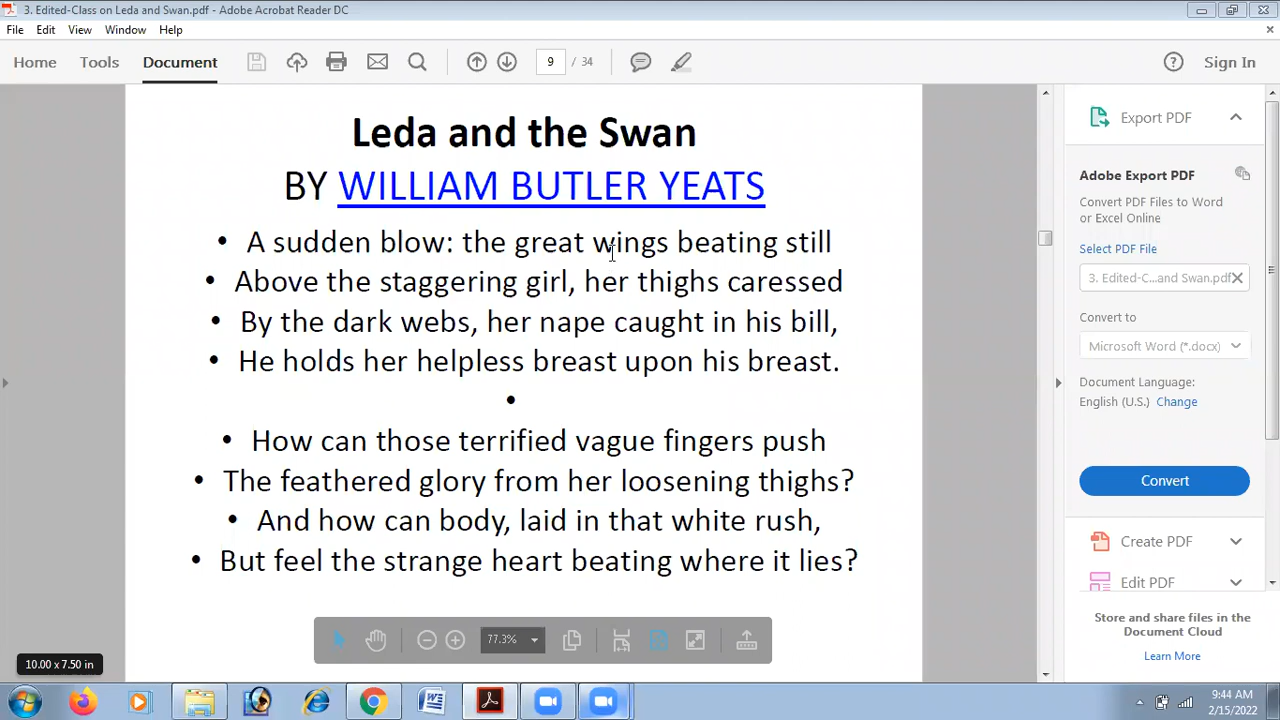 3. Edited-Class on Leda and Swan.pdf - Adobe Acrobat Reader DC
File Edit View Window Help
Home Tools Document 9 / 34 Sign In
Leda and the Swan
BY WILLIAM BUTLER YEATS
• A sudden blow: the great wings beating still
• Above the staggering girl, her thighs caressed
• By the dark webs, her nape caught in his bill,
• He holds her helpless breast upon his breast.
•
• How can those terrified vague fingers push
• The feathered glory from her loosening thighs?
• And how can body, laid in that white rush,
• But feel the strange heart beating where it lies?
77.3%
10.00 x 7.50 in
Export PDF
Adobe Export PDF
Convert PDF Files to Word
or Excel Online
Select PDF File
3. Edited-C...and Swan.pdf
Convert to
Microsoft Word (*.docx)
Document Language:
English (U.S.) Change
Convert
Create PDF
Edit PDF
Store and share files in the
Document Cloud
Learn More
9:44 AM
2/15/2022